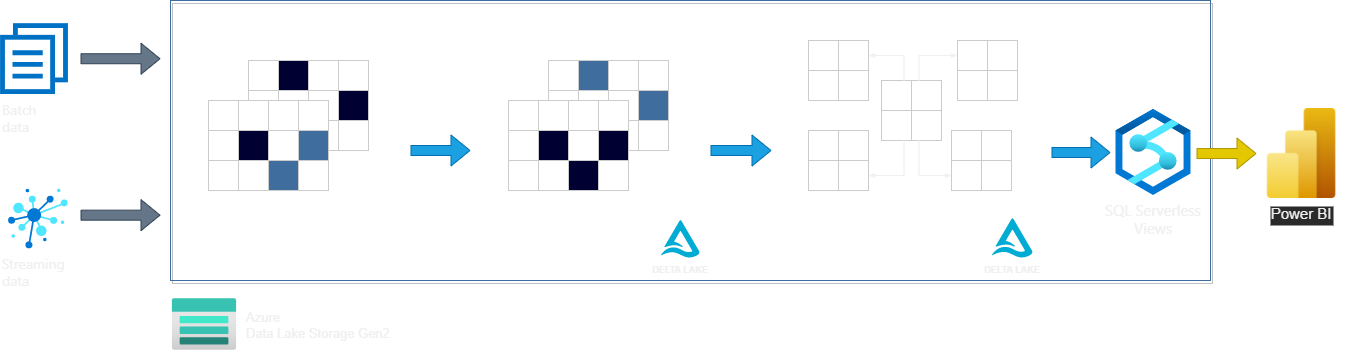 Batch
data
Streaming
data
DELTA LAKE
DELTA LAKE
SQL Serverless
Views
Power BI
Azure
Data Lake Storage Gen2